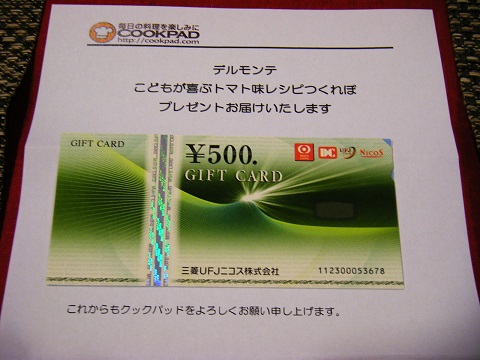 毎日の料理を楽しみに
COOKPAD
http://cookpad.com
デルモンテ
こどもが喜ぶトマト味レシピつくれぽ
プレゼントお届けいたします
GIFT CARD
¥500.
GIFT CARD
DC
UFJ
NICOS
三菱UFJニコス株式会社
112300053678
これからもクックパッドをよろしくお願い申し上げます。